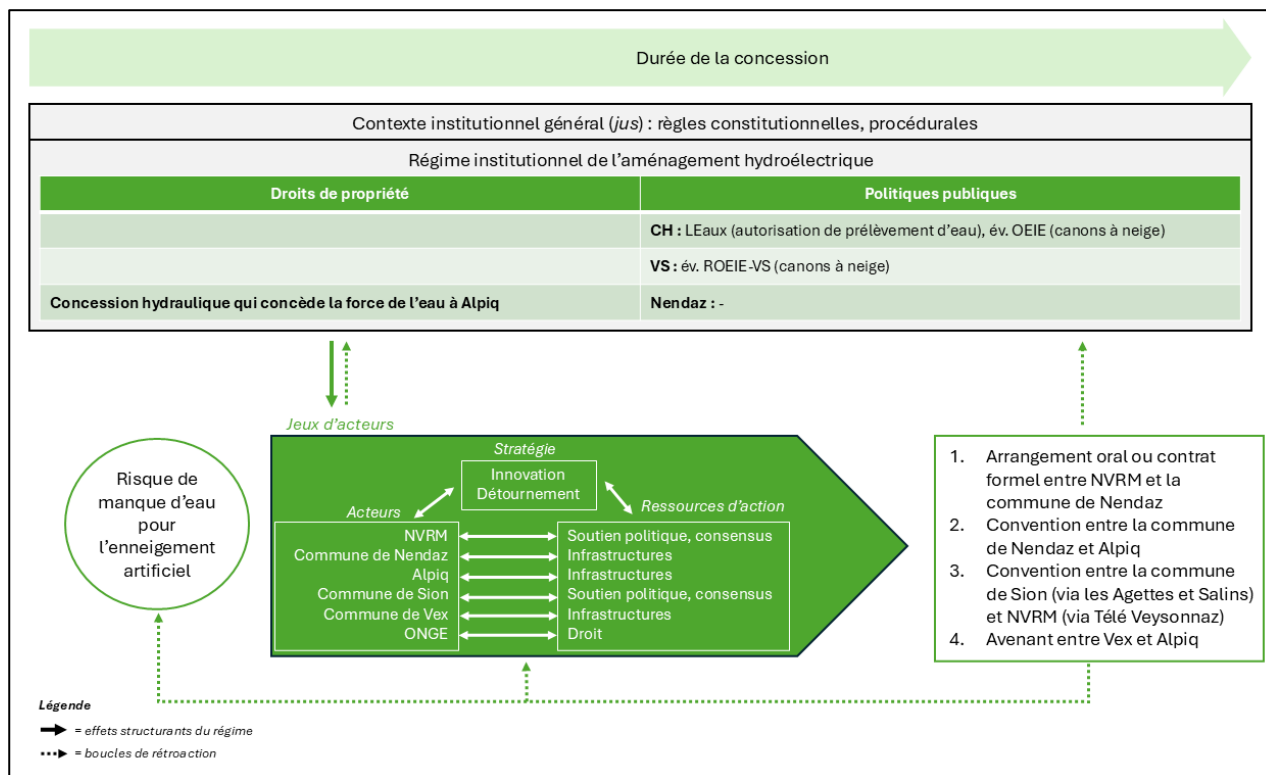 Durée de la concession
Contexte institutionnel général (jus) : règles constitutionnelles, procédurales
Régime institutionnel de l'aménagement hydroélectrique
Droits de propriété
Politiques publiques
CH : LEaux (autorisation de prélèvement d'eau), év. OEIE (canons à neige)
VS : év. ROEIE-VS (canons à neige)
Concession hydraulique qui concède la force de l'eau à Alpiq
Nendaz : -
Jeux d'acteurs
Risque de
manque d'eau
pour
l'enneigement
artificiel
Stratégie
Innovation
Détournement
Acteurs
Ressources d'action
NVRM
Soutien politique, consensus
Commune de Nendaz
Infrastructures
Alpiq
Infrastructures
Commune de Sion
Soutien politique, consensus
Commune de Vex
Infrastructures
ONGE
Droit
1. Arrangement oral ou contrat
formel entre NVRM et la
commune de Nendaz
2. Convention entre la commune
de Nendaz et Alpiq
3. Convention entre la commune
de Sion (via les Agettes et Salins)
et NVRM (via Télé Veysonnaz)
4. Avenant entre Vex et Alpiq
Légende
= effets structurants du régime
= boucles de rétroaction